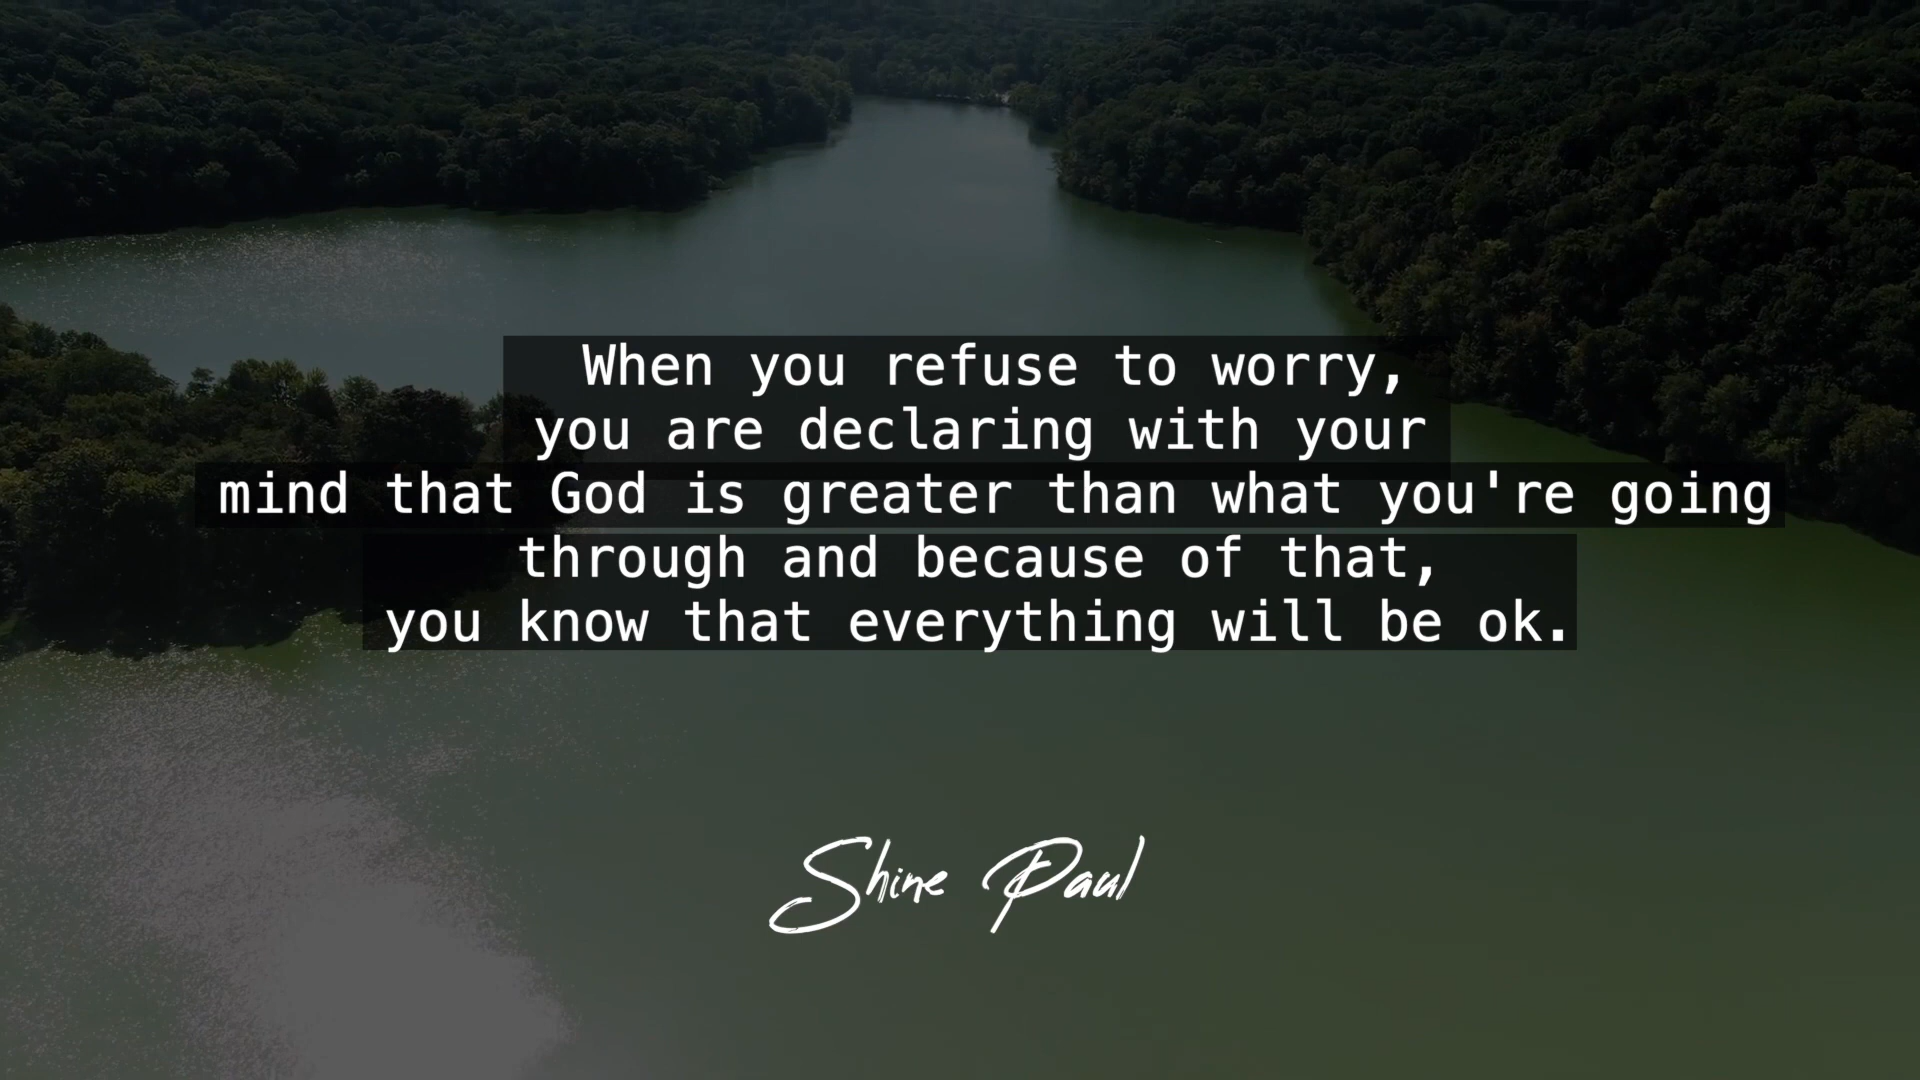 When you refuse to worry,
you are declaring with your
mind that God is greater than what you're going
through and because of that,
you know that everything will be ok.
Shine Paul